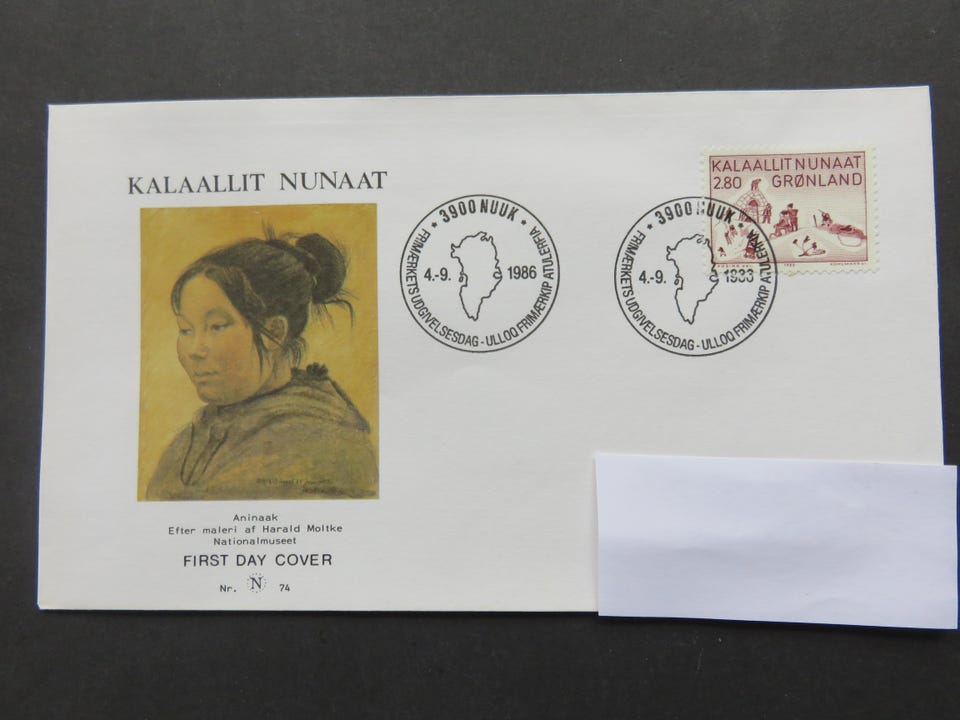 KALAALLIT NUNAAT
Aninaak
Efter maleri af Harald Moltke
Nationalmuseet
FIRST DAY COVER
Nr. N 74
* 3900 NUUK *
4.-9. 1986
FRIMÆRKETS UDGIVELSESDAG - ULLOQ FRIMÆRKIP ATULERFIA
* 3900 NUUK *
4.-9. 1986
FRIMÆRKETS UDGIVELSESDAG - ULLOQ FRIMÆRKIP ATULERFIA
KALAALLIT NUNAAT
2.80 GRØNLAND